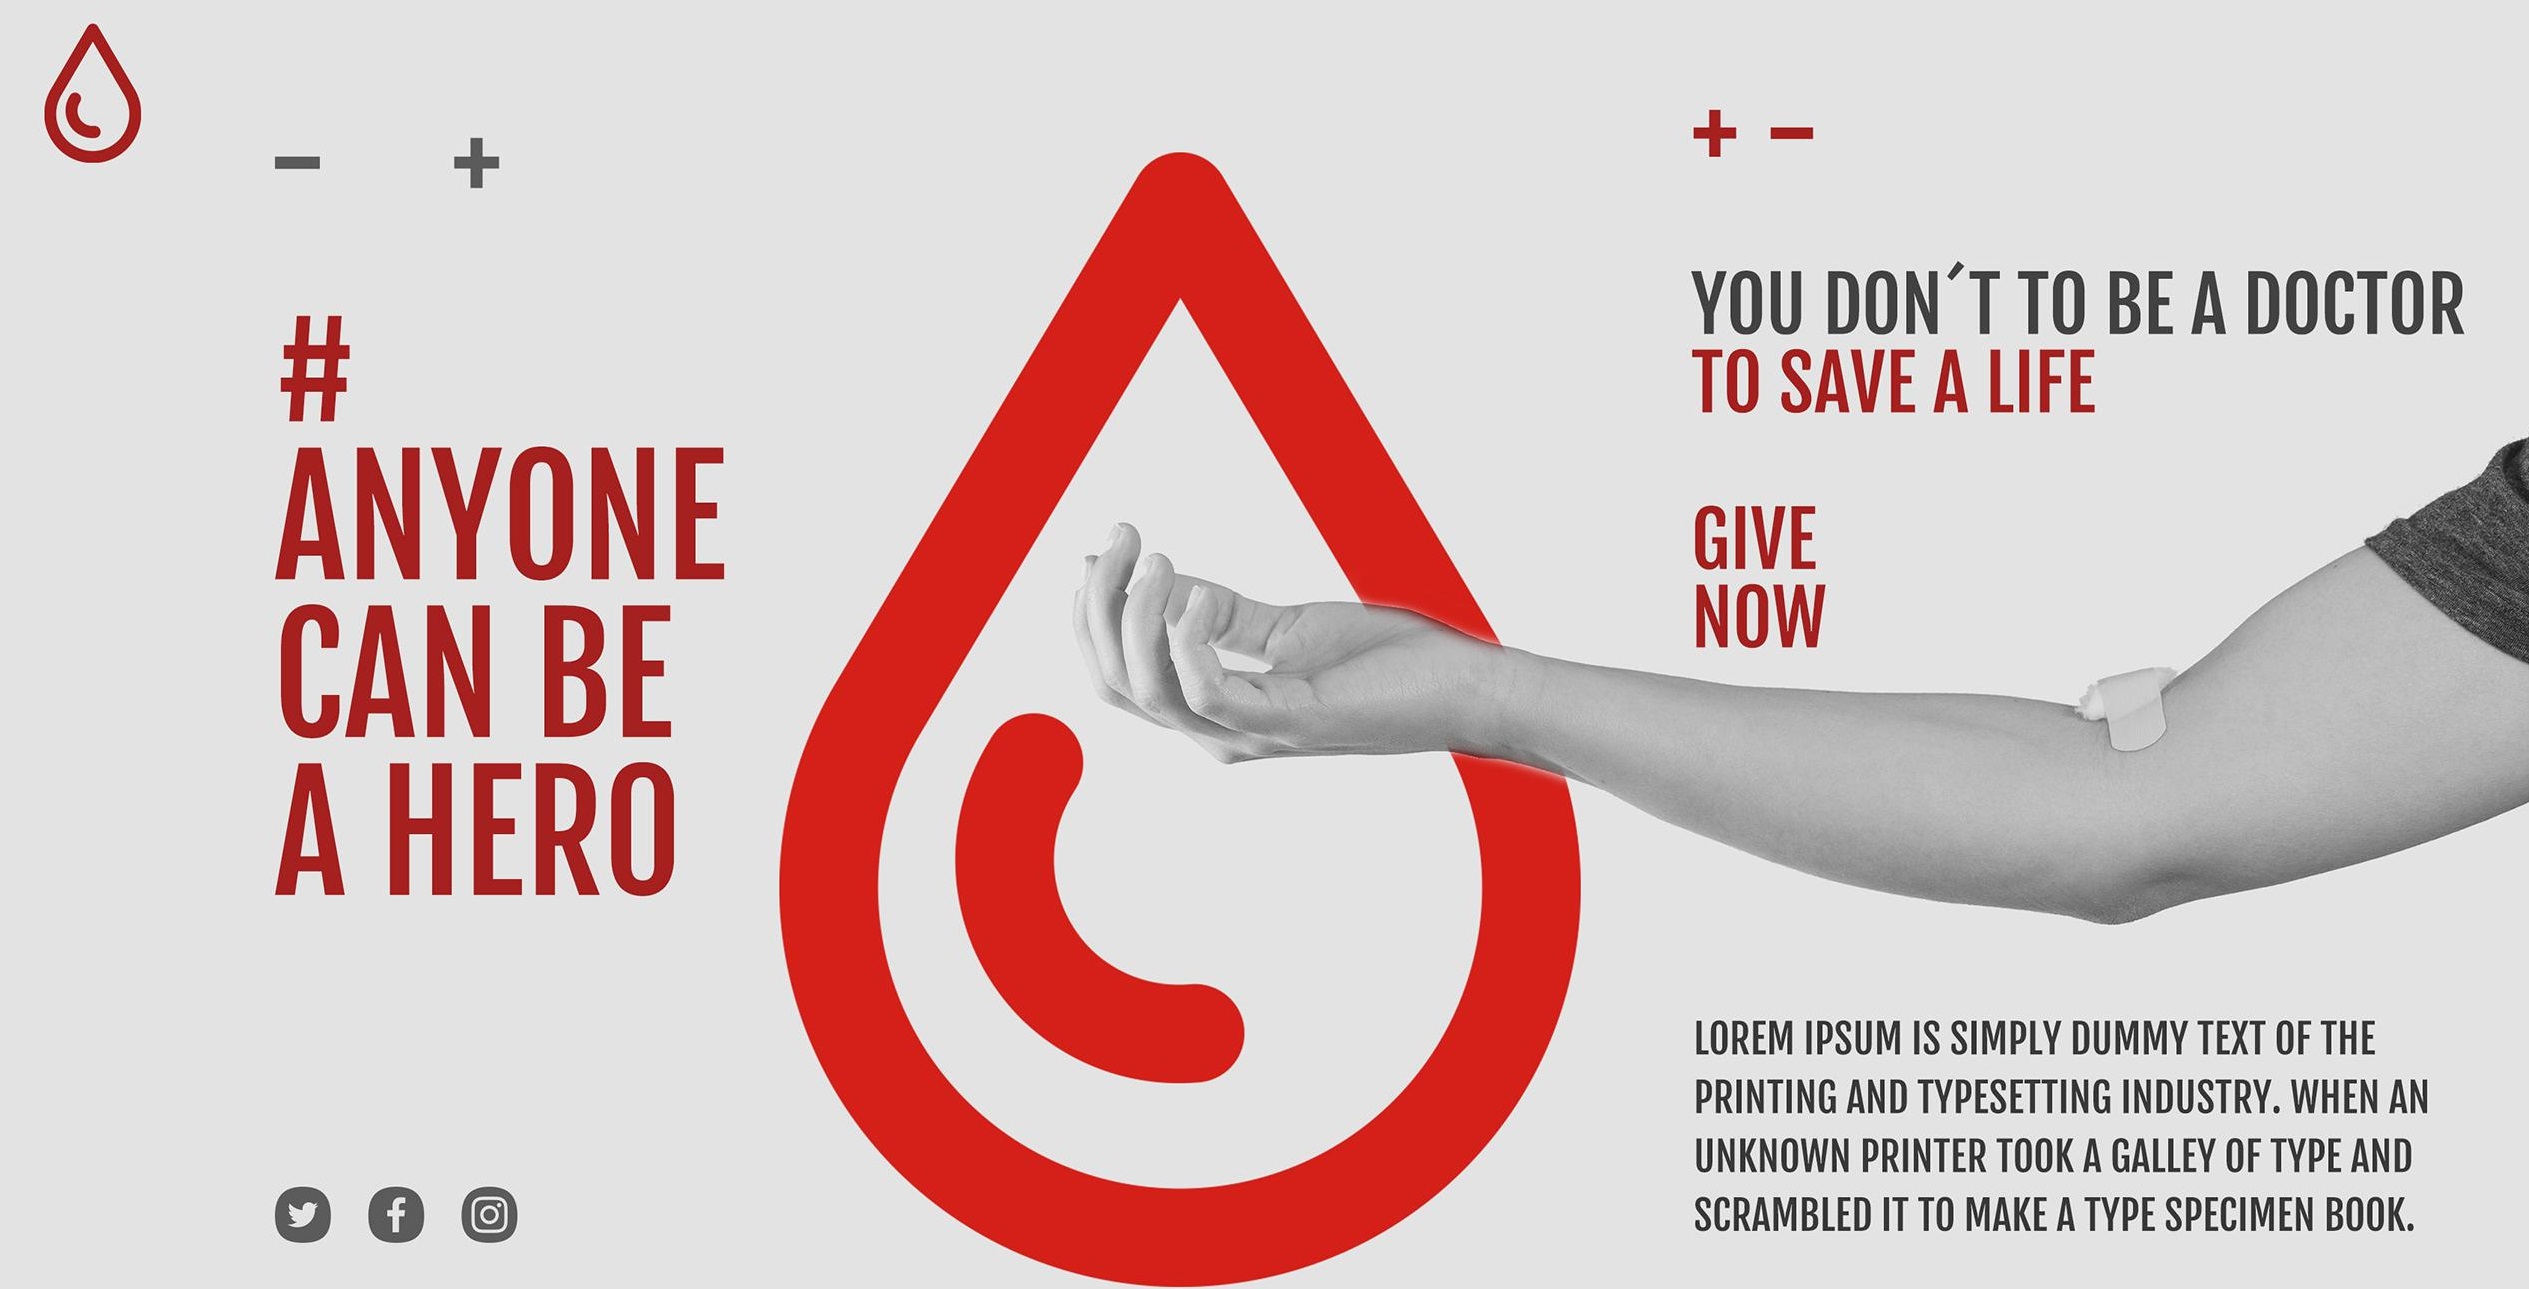 − +
#
ANYONE
CAN BE
A HERO
+ −
YOU DON´T TO BE A DOCTOR
TO SAVE A LIFE
GIVE
NOW
LOREM IPSUM IS SIMPLY DUMMY TEXT OF THE
PRINTING AND TYPESETTING INDUSTRY. WHEN AN
UNKNOWN PRINTER TOOK A GALLEY OF TYPE AND
SCRAMBLED IT TO MAKE A TYPE SPECIMEN BOOK.